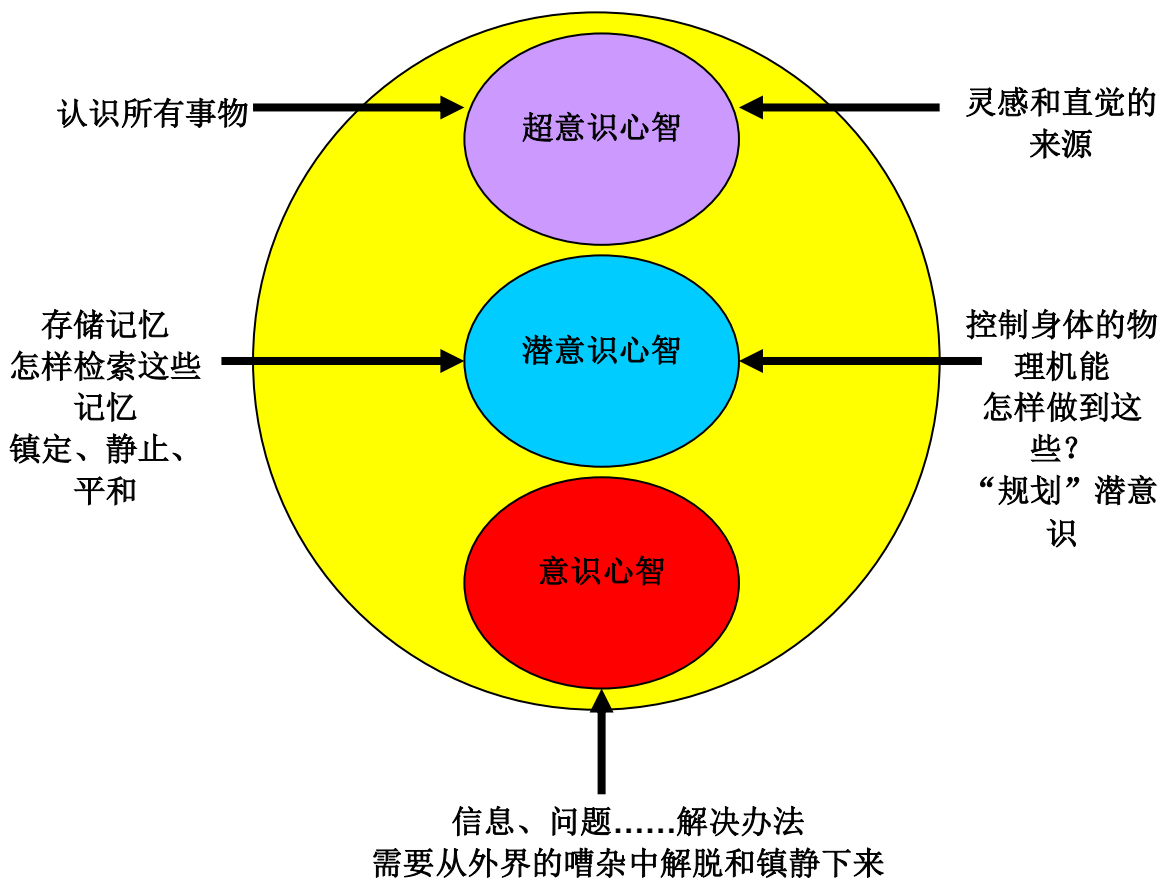 认识所有事物
超意识心智
灵感和直觉的
来源
存储记忆
怎样检索这些
记忆
镇定、静止、
平和
潜意识心智
控制身体的物
理机能
怎样做到这
些？
“规划”潜意
识
意识心智
信息、问题......解决办法
需要从外界的嘈杂中解脱和镇静下来